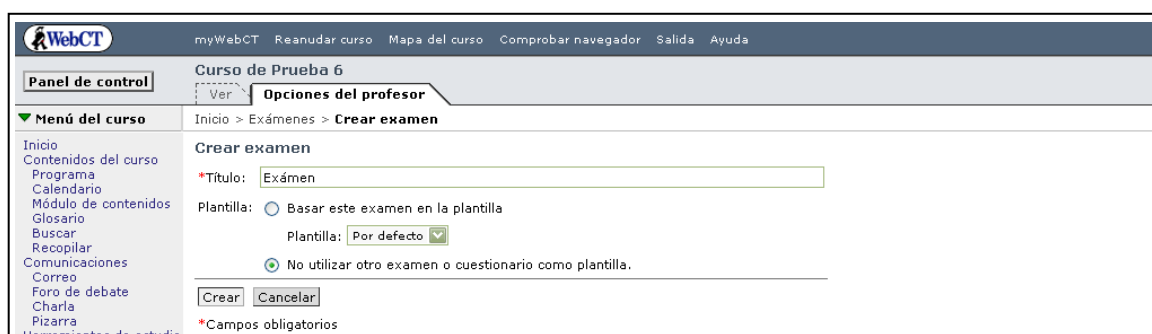 WebCT myWebCT Reanudar curso Mapa del curso Comprobar navegador Salida Ayuda
Panel de control
Curso de Prueba 6
Ver Opciones del profesor
Menú del curso
Inicio > Exámenes > Crear examen
Inicio
Contenidos del curso
Programa
Calendario
Módulo de contenidos
Glosario
Buscar
Recopilar
Comunicaciones
Correo
Foro de debate
Charla
Pizarra
Herramientas de estudio
Crear examen
*Título: Exámen
Plantilla: Basar este examen en la plantilla
Plantilla: Por defecto
No utilizar otro examen o cuestionario como plantilla.
Crear Cancelar
*Campos obligatorios